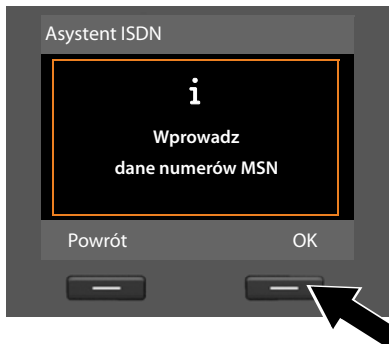 Asystent ISDN
i
Wprowadz
dane numerów MSN
Powrót OK